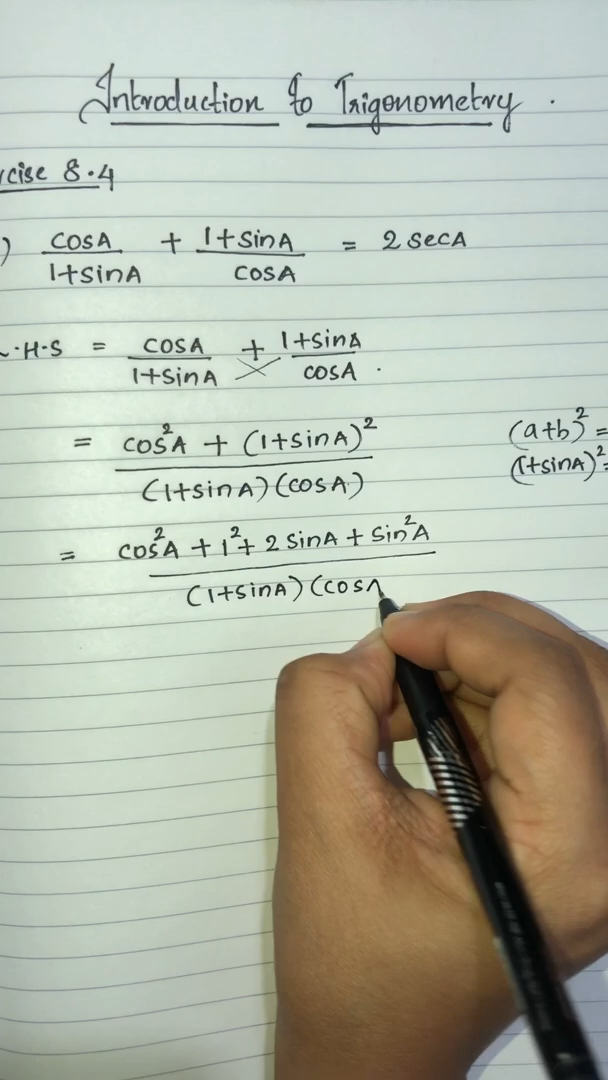 Introduction to Trigonometry.
cise 8.4
) cosA/1+sinA + 1+sinA/cosA = 2 secA
.H.S = cosA/1+sinA + 1+sinA/cosA.
= cos²A + (1+sinA)²/(1+sinA)(cosA)
(a+b)² =
(1+sinA)² =
= cos²A + 1² + 2 sinA + sin²A/(1+sinA)(cosA